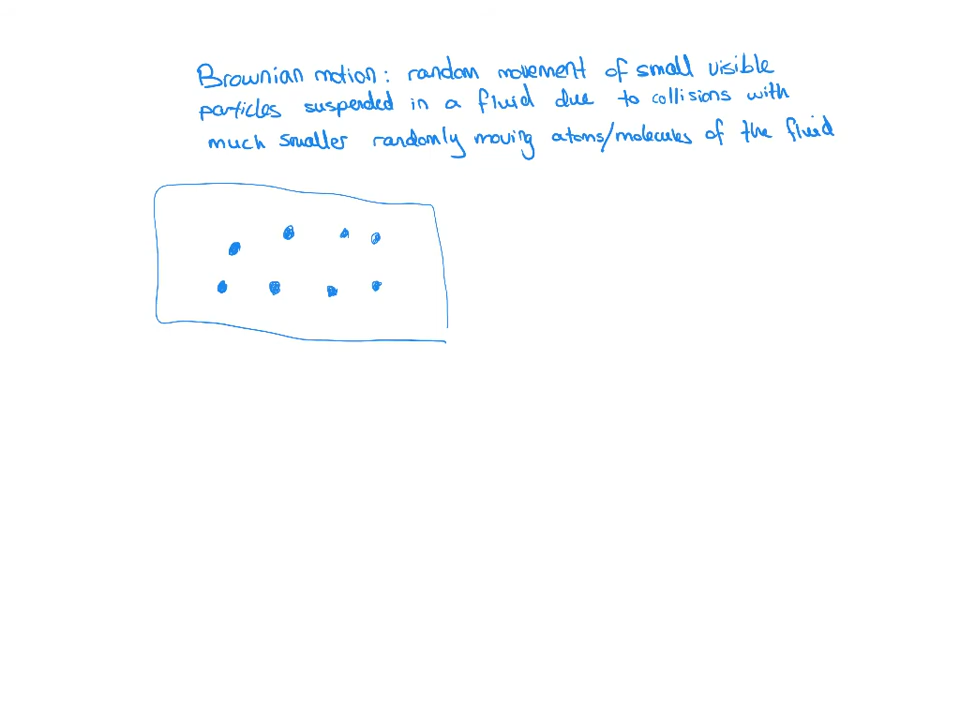 Brownian motion: random movement of small visible
particles suspended in a fluid due to collisions with
much smaller randomly moving atoms/molecules of the fluid